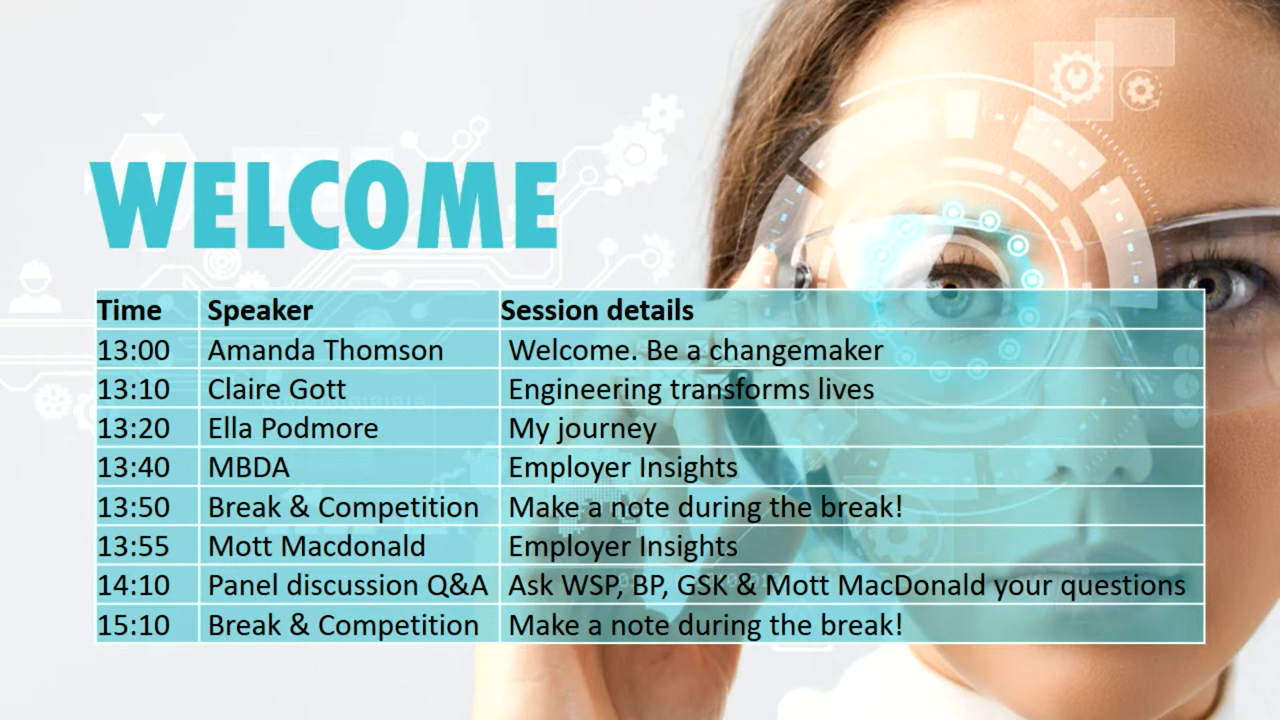 WELCOME
Time Speaker Session details
13:00 Amanda Thomson Welcome. Be a changemaker
13:10 Claire Gott Engineering transforms lives
13:20 Ella Podmore My journey
13:40 MBDA Employer Insights
13:50 Break & Competition Make a note during the break!
13:55 Mott Macdonald Employer Insights
14:10 Panel discussion Q&A Ask WSP, BP, GSK & Mott MacDonald your questions
15:10 Break & Competition Make a note during the break!